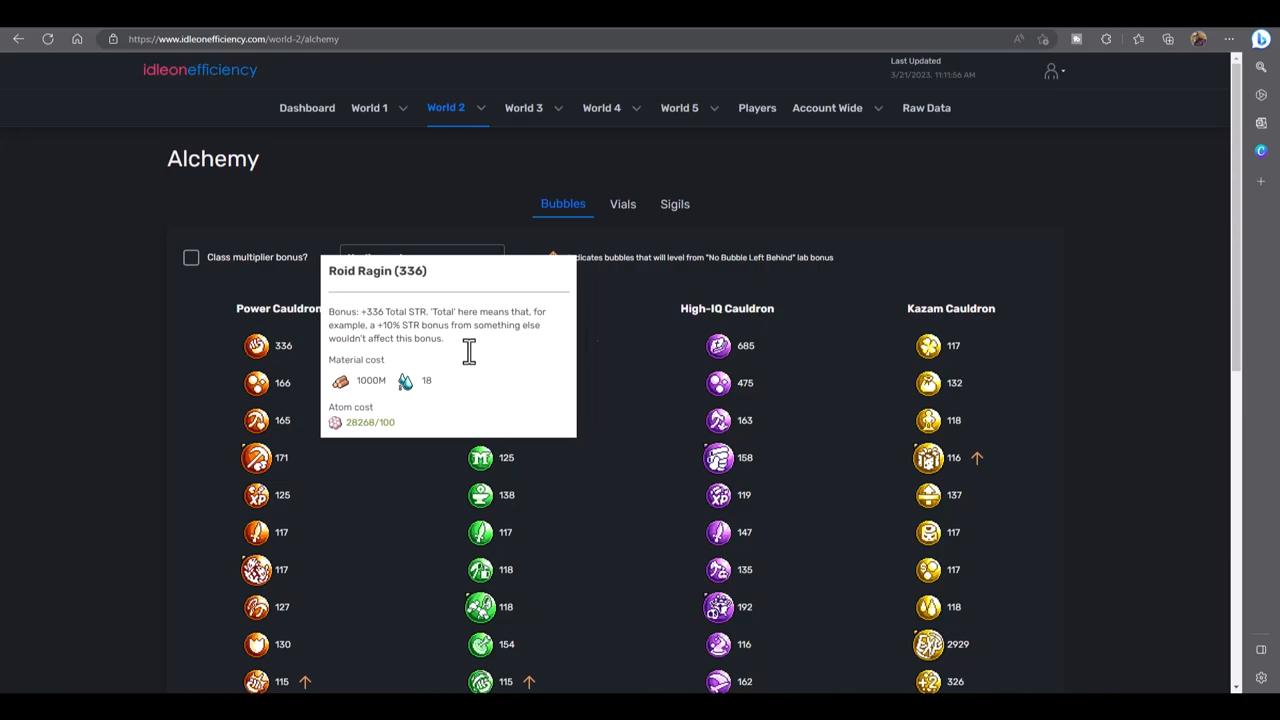 https://www.idleonefficiency.com/world-2/alchemy
idleonefficiency
Last Updated
3/21/2023, 11:11:56 AM
Dashboard World 1 World 2 World 3 World 4 World 5 Players Account Wide Raw Data
Alchemy
Bubbles Vials Sigils
Class multiplier bonus?
dicates bubbles that will level from "No Bubble Left Behind" lab bonus
Roid Ragin (336)
Bonus: +336 Total STR. 'Total' here means that, for
example, a +10% STR bonus from something else
wouldn't affect this bonus.
Material cost
1000M 18
Atom cost
28268/100
Power Cauldron High-IQ Cauldron Kazam Cauldron
336 685 117
166 475 132
165 163 118
171 125 158 116
125 138 119 137
117 117 147 117
117 118 135 117
127 118 192 118
130 154 116 2929
115 115 162 326